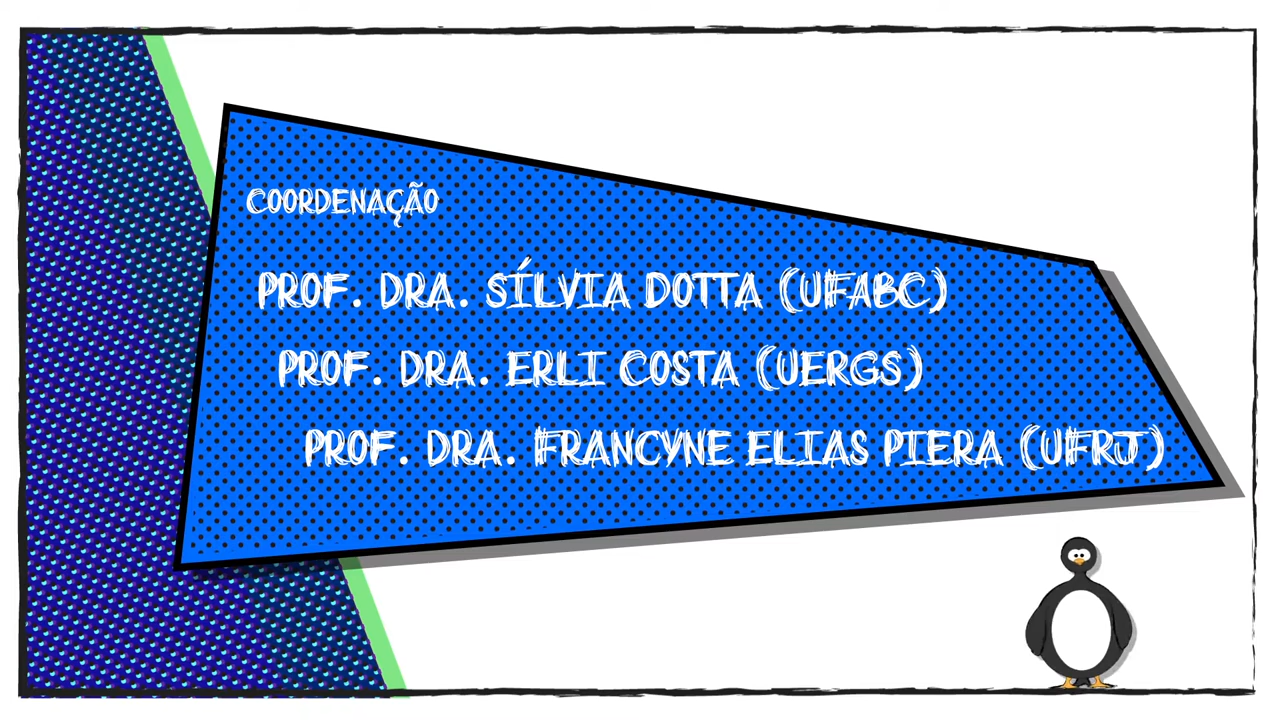 COORDENAÇÃO
PROF. DRA. SÍLVIA DOTTA (UFABC)
PROF. DRA. ERLI COSTA (UERGS)
PROF. DRA. FRANCYNE ELIAS PIERA (UFRJ)